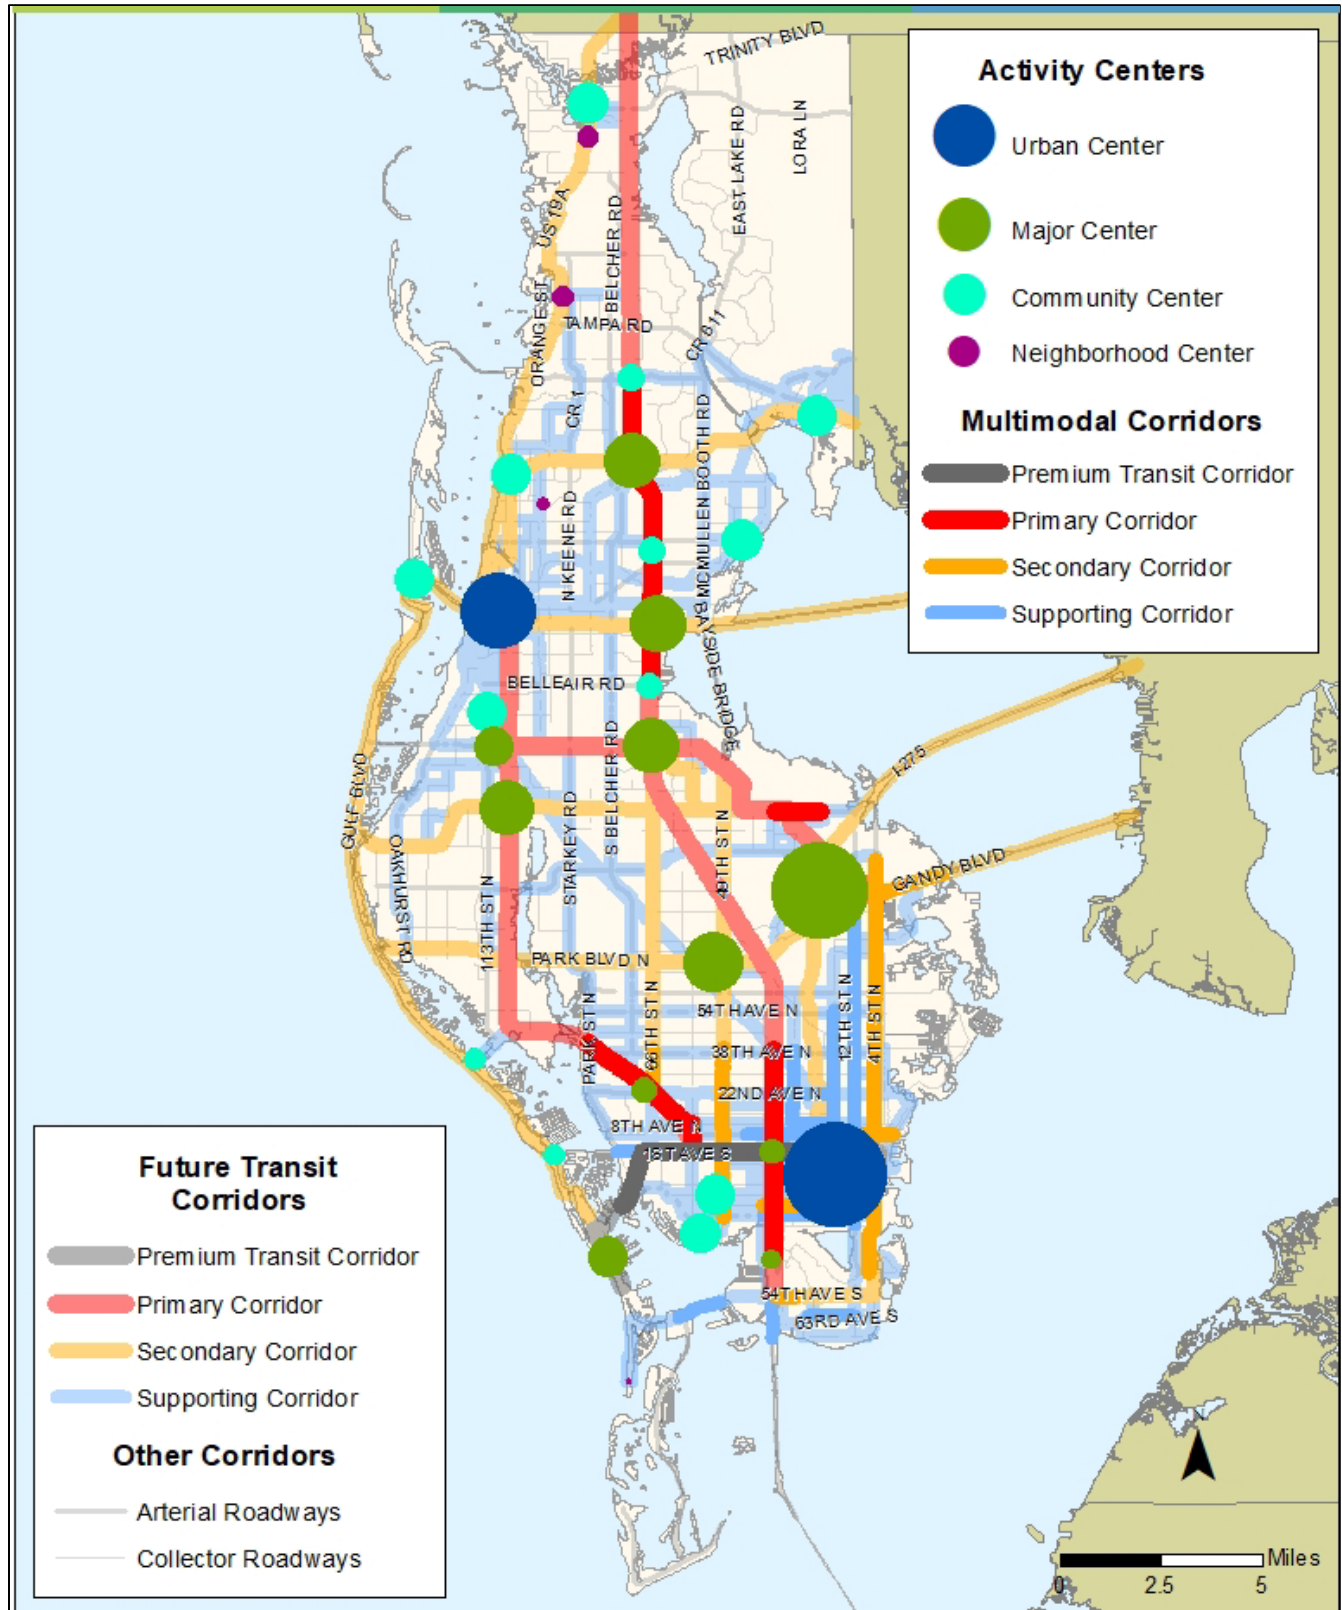 TRINITY BLVD
EAST LAKE RD
LORA LN
US 19A
BELCHER RD
ORANGE ST
TAMPA RD
CR 611
CR 1
N KEENE RD
MCMULLEN BOOTH RD
BAYSIDE BRIDGE
BELLEAIR RD
S BELCHER RD
GULF BLVD
I-275
STARKEY RD
49TH ST N
OAKHURST RD
GANDY BLVD
113TH ST N
PARK BLVD N
66TH ST N
PARK ST N
54TH AVE N
12TH ST N
4TH ST N
38TH AVE N
22ND AVE N
8TH AVE N
1ST AVE S
54TH AVE S
63RD AVE S
Activity Centers
Urban Center
Major Center
Community Center
Neighborhood Center
Multimodal Corridors
Premium Transit Corridor
Primary Corridor
Secondary Corridor
Supporting Corridor
Future Transit
Corridors
Premium Transit Corridor
Primary Corridor
Secondary Corridor
Supporting Corridor
Other Corridors
Arterial Roadways
Collector Roadways
N
Miles
0 2.5 5